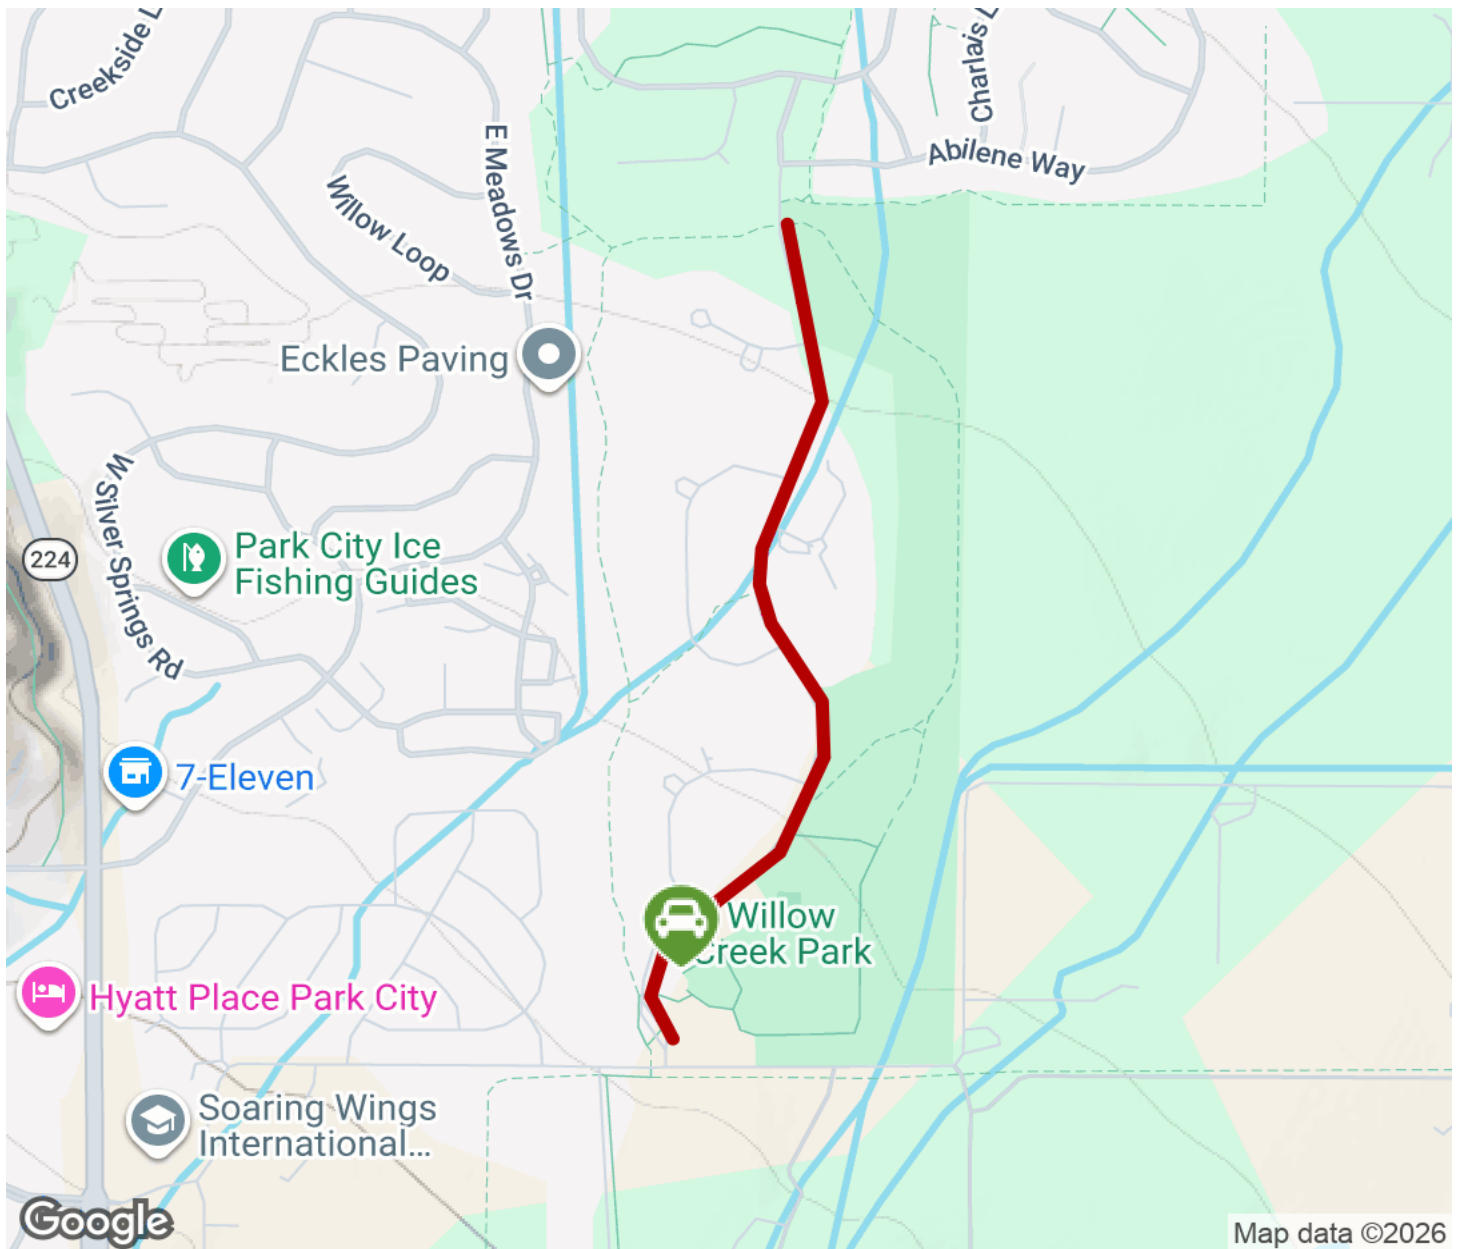 Creekside L
Charlais L
E Meadows Dr
Abilene Way
Willow Loop
Eckles Paving
W Silver Springs Rd
224
Park City Ice
Fishing Guides
7-Eleven
Willow
Creek Park
Hyatt Place Park City
Soaring Wings
International...
Google
Map data ©2026